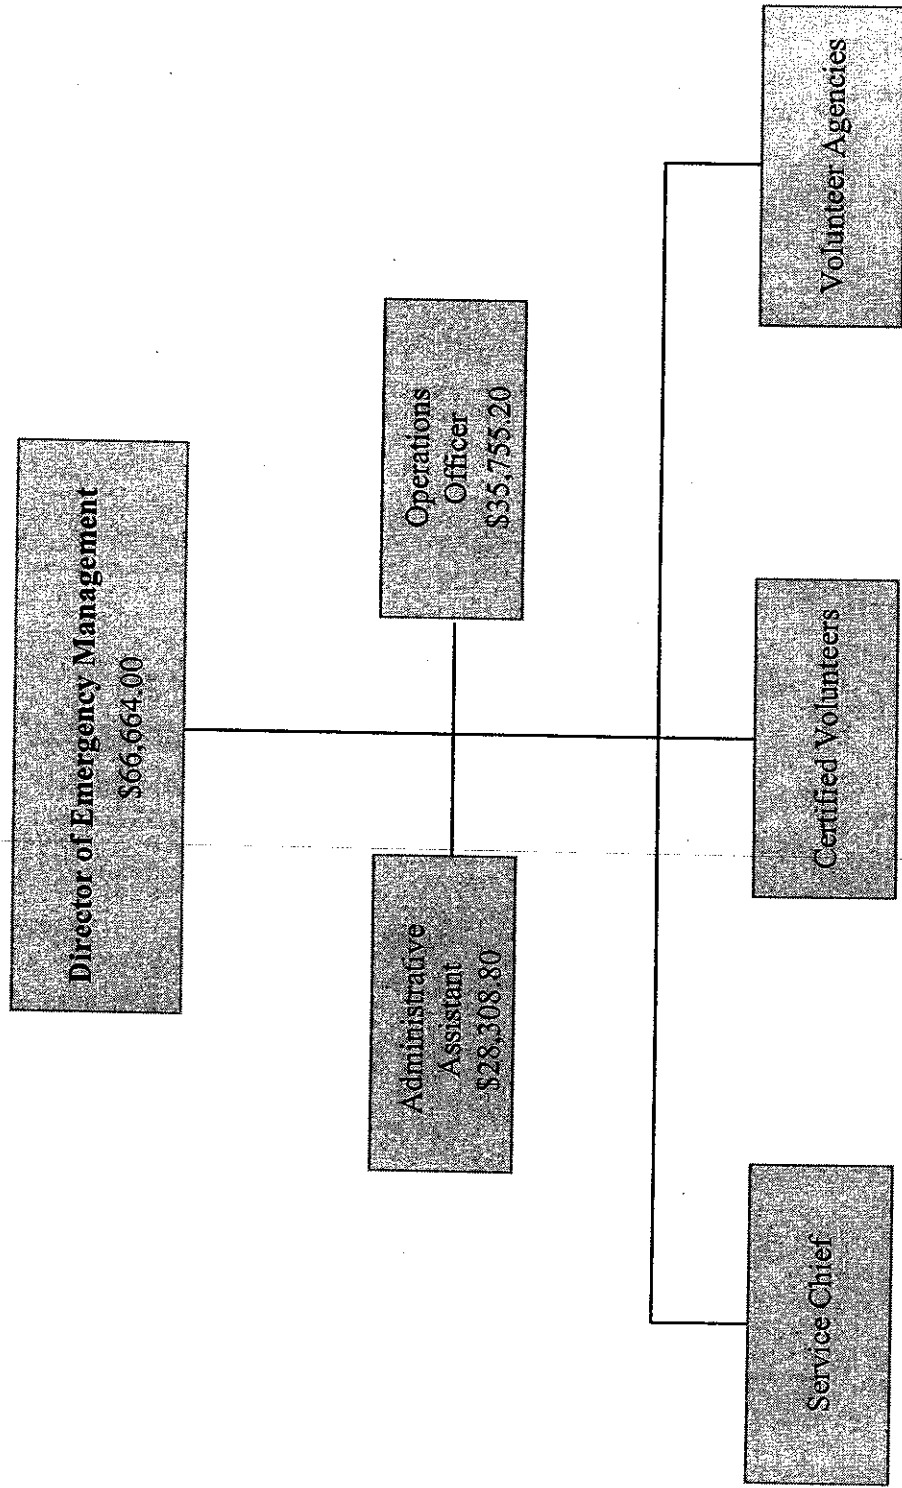 Director of Emergency Management
$66,664.00
Administrative
Assistant
$28,308.80
Operations
Officer
$35,755.20
Service Chief
Certified Volunteers
Volunteer Agencies